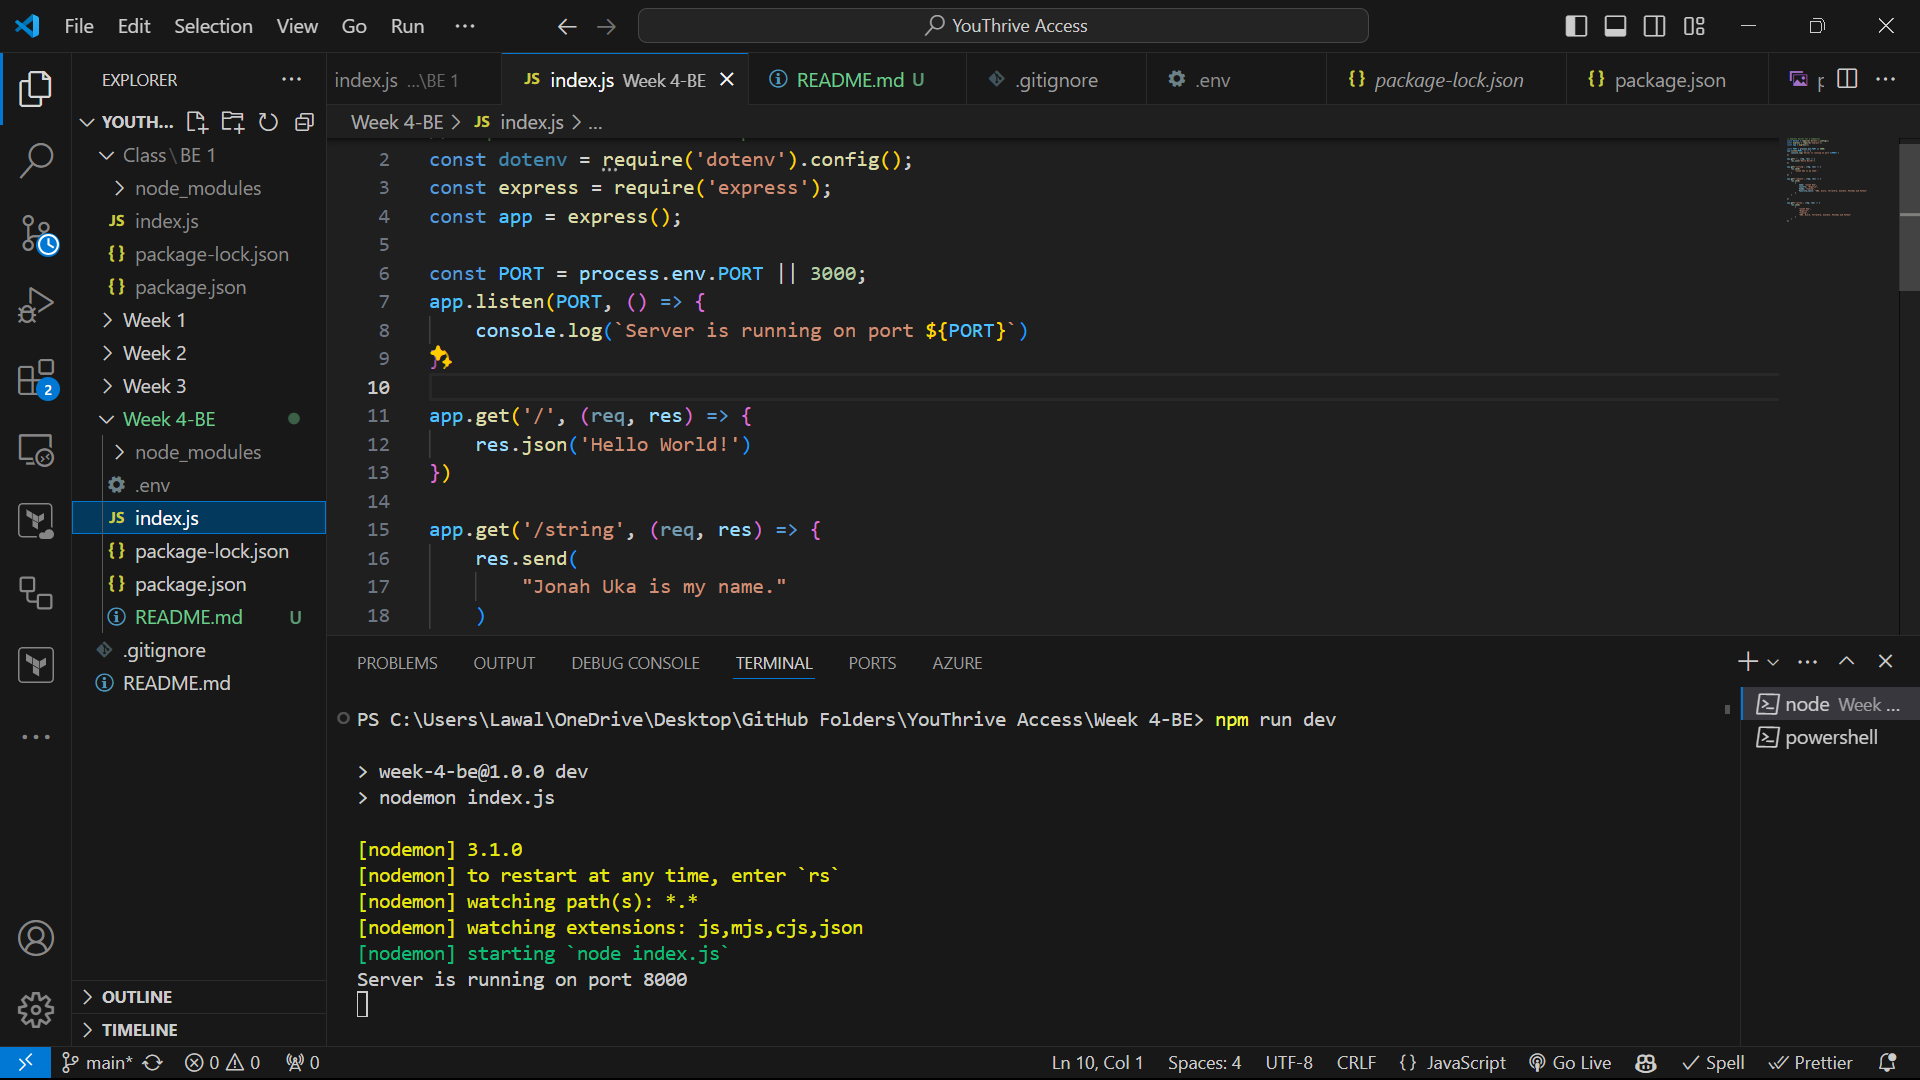 File Edit Selection View Go Run
YouThrive Access
EXPLORER
index.js ...\BE 1
JS index.js Week 4-BE
README.md U
.gitignore
.env
{} package-lock.json
{} package.json
YOUTH...
Class\BE 1
node_modules
JS index.js
{} package-lock.json
{} package.json
Week 1
Week 2
Week 3
Week 4-BE
node_modules
.env
JS index.js
{} package-lock.json
{} package.json
README.md U
.gitignore
README.md
OUTLINE
TIMELINE
2
Week 4-BE > JS index.js > ...
2 const dotenv = require('dotenv').config();
3 const express = require('express');
4 const app = express();
5
6 const PORT = process.env.PORT || 3000;
7 app.listen(PORT, () => {
8 console.log(`Server is running on port ${PORT}`)
9
10
11 app.get('/', (req, res) => {
12 res.json('Hello World!')
13 })
14
15 app.get('/string', (req, res) => {
16 res.send(
17 "Jonah Uka is my name."
18 )
PROBLEMS OUTPUT DEBUG CONSOLE TERMINAL PORTS AZURE
PS C:\Users\Lawal\OneDrive\Desktop\GitHub Folders\YouThrive Access\Week 4-BE> npm run dev
> week-4-be@1.0.0 dev
> nodemon index.js
[nodemon] 3.1.0
[nodemon] to restart at any time, enter `rs`
[nodemon] watching path(s): *.*
[nodemon] watching extensions: js,mjs,cjs,json
[nodemon] starting `node index.js`
Server is running on port 8000
node Week ...
powershell
main* 0 0 0
Ln 10, Col 1 Spaces: 4 UTF-8 CRLF {} JavaScript Go Live Spell Prettier